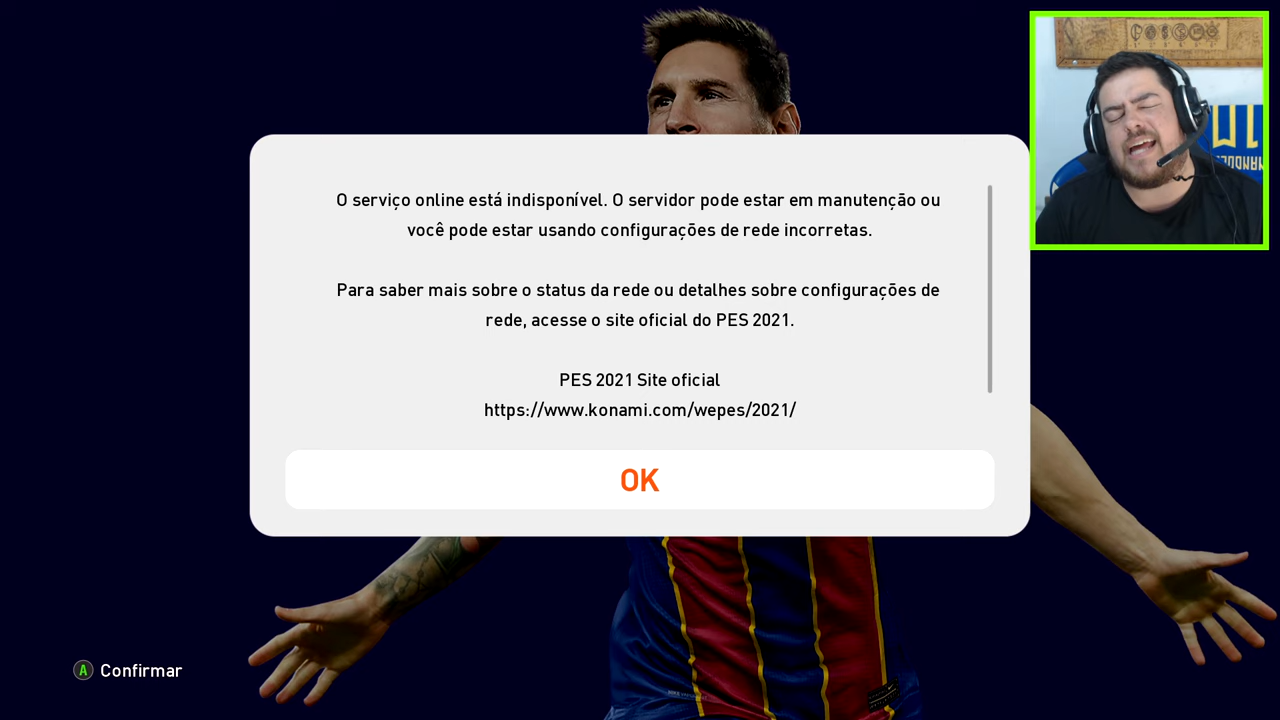 O serviço online está indisponível. O servidor pode estar em manutenção ou
você pode estar usando configurações de rede incorretas.
Para saber mais sobre o status da rede ou detalhes sobre configurações de
rede, acesse o site oficial do PES 2021.
PES 2021 Site oficial
https://www.konami.com/wepes/2021/
OK
A Confirmar